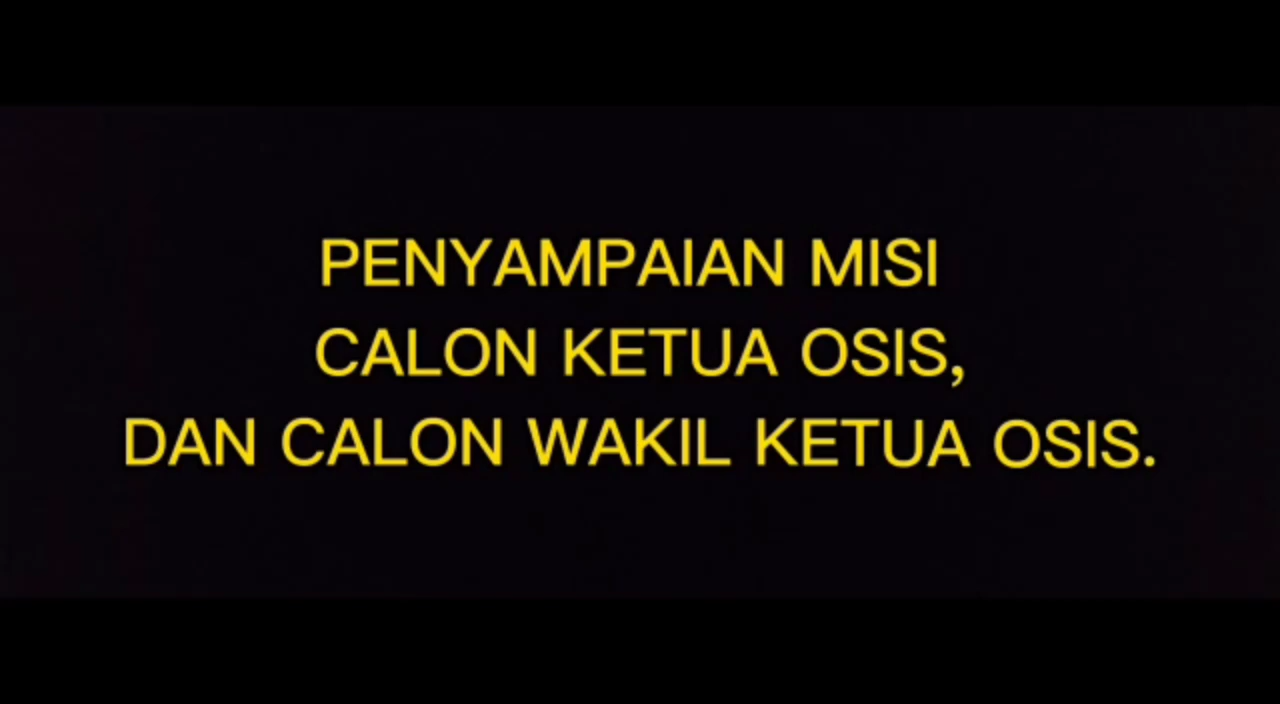 PENYAMPAIAN MISI
CALON KETUA OSIS,
DAN CALON WAKIL KETUA OSIS.